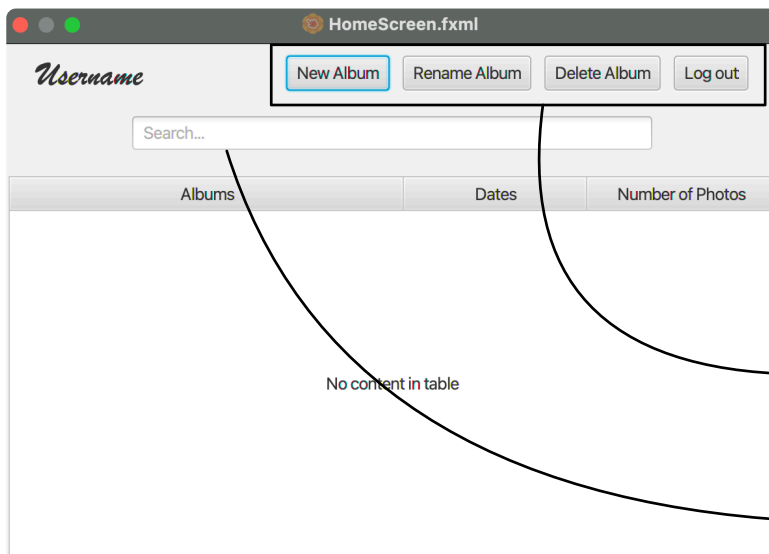 HomeScreen.fxml
Username
New Album Rename Album Delete Album Log out
Search...
Albums Dates Number of Photos
No content in table